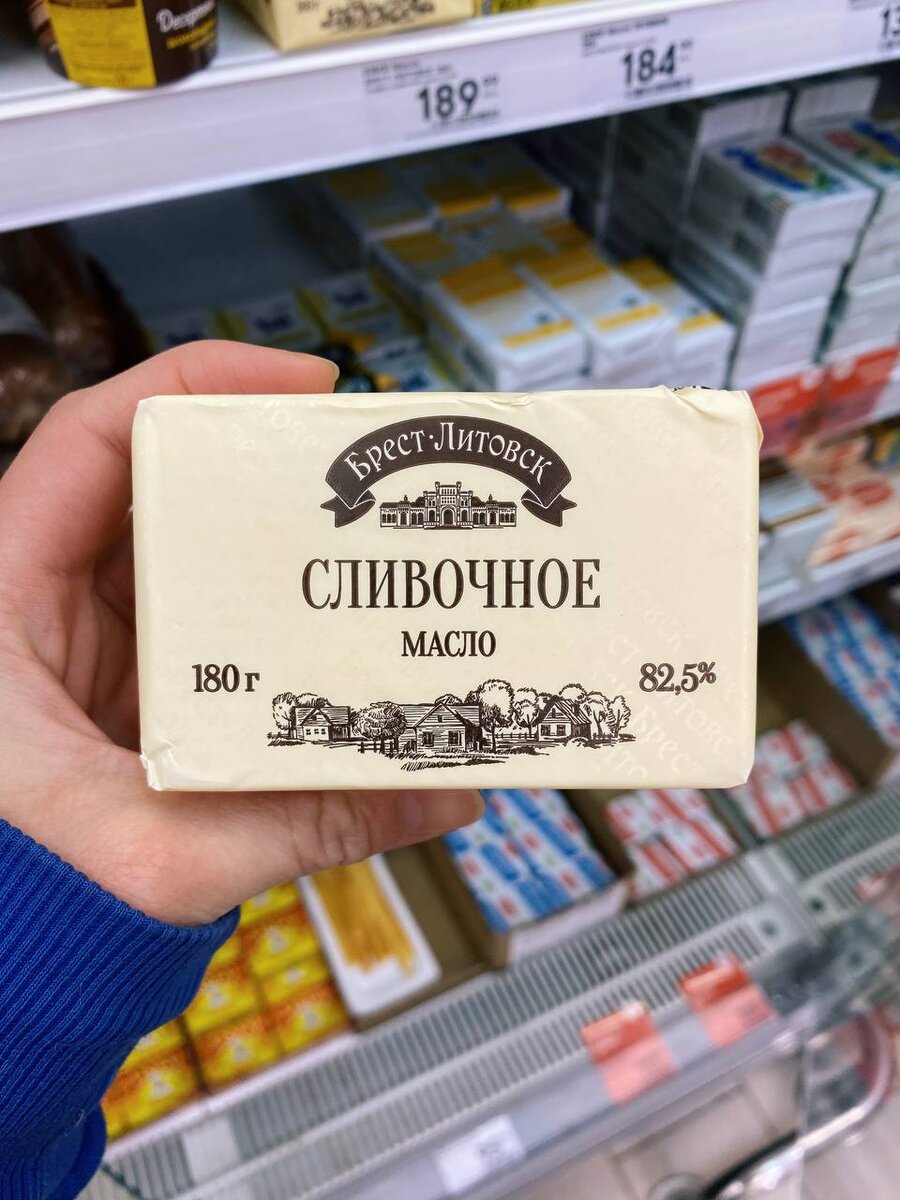 189
184
Брест-Литовск
СЛИВОЧНОЕ
МАСЛО
180 г
82,5%